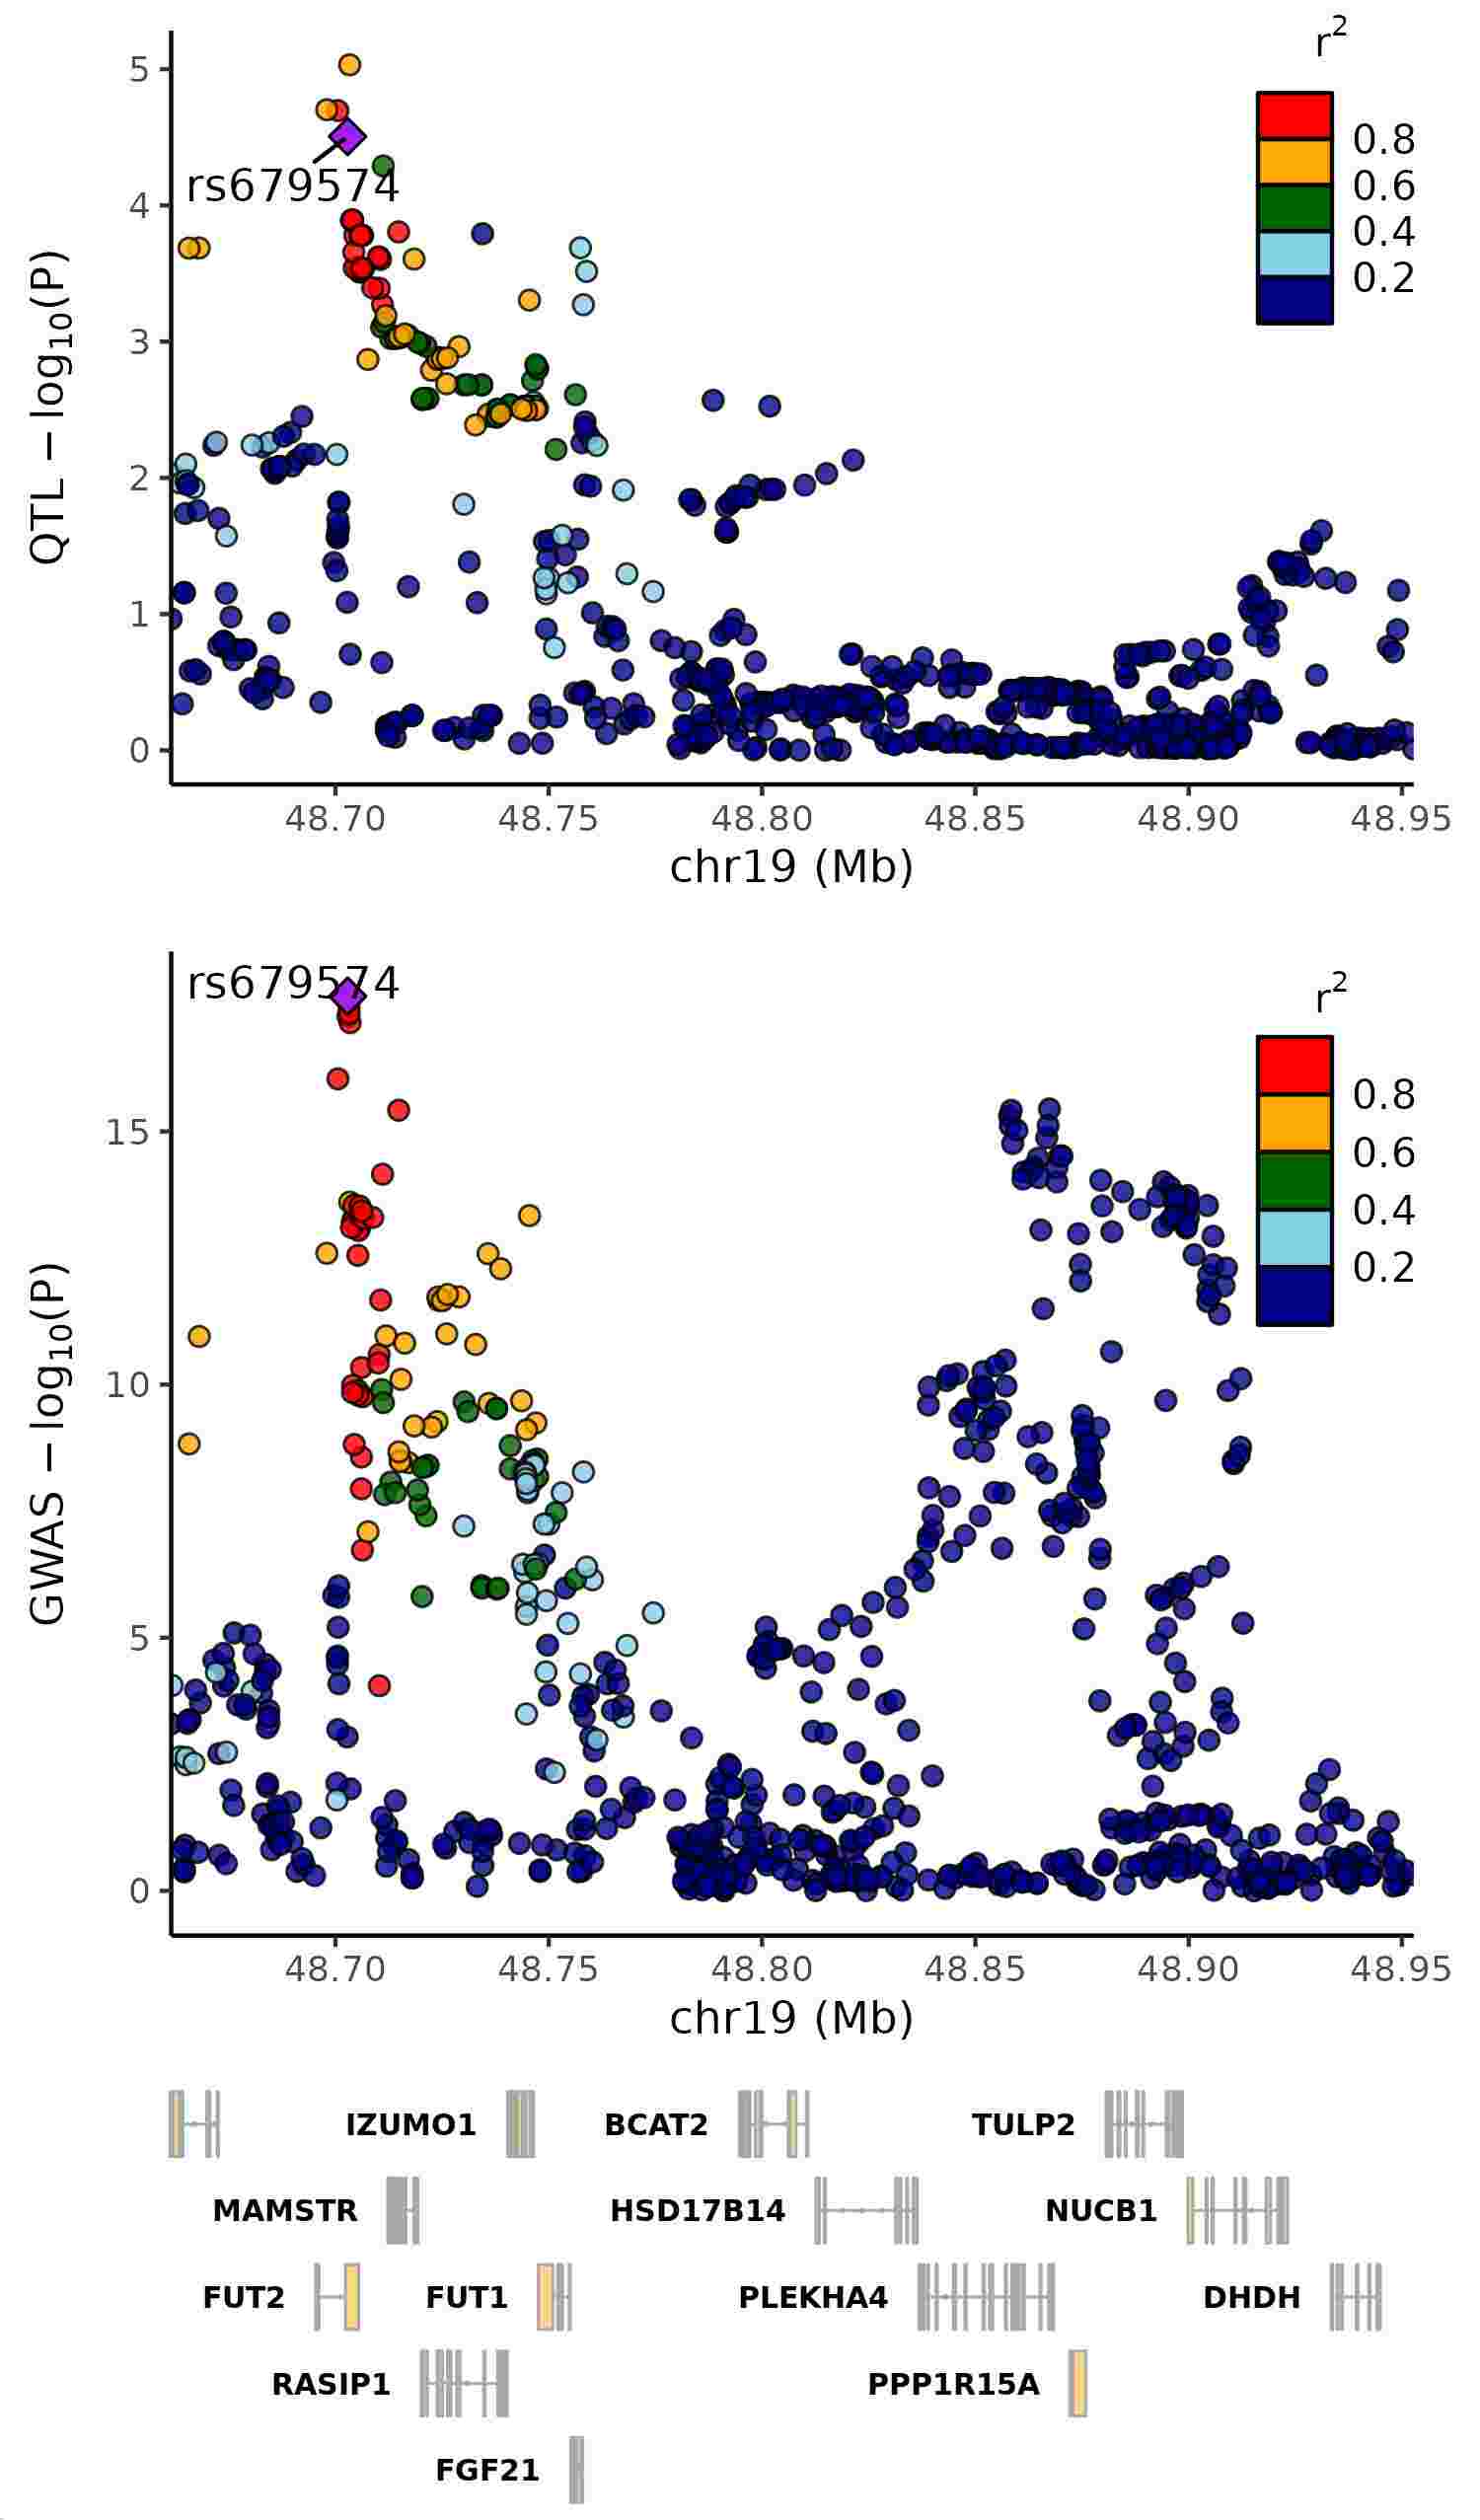 r²
5
4
3
2
1
0
QTL −log₁₀(P)
rs679574
0.8
0.6
0.4
0.2
48.70 48.75 48.80 48.85 48.90 48.95
chr19 (Mb)
r²
15
10
5
0
GWAS −log₁₀(P)
rs679574
0.8
0.6
0.4
0.2
48.70 48.75 48.80 48.85 48.90 48.95
chr19 (Mb)
IZUMO1 BCAT2 TULP2
MAMSTR HSD17B14 NUCB1
FUT2 FUT1 PLEKHA4 DHDH
RASIP1 PPP1R15A
FGF21